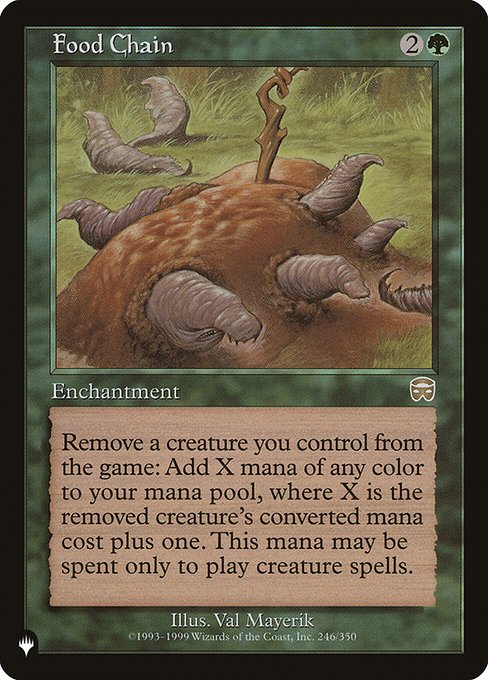 Food Chain 2
Enchantment
Remove a creature you control from
the game: Add X mana of any color
to your mana pool, where X is the
removed creature's converted mana
cost plus one. This mana may be
spent only to play creature spells.
Illus. Val Mayerik
©1993–1999 Wizards of the Coast, Inc. 246/350